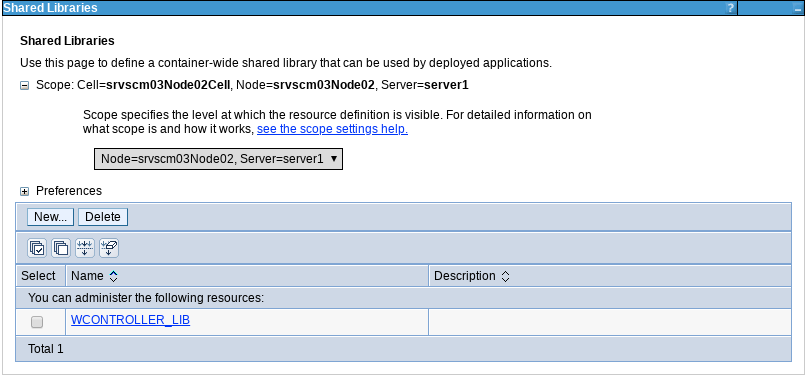 Shared Libraries ? –
Shared Libraries
Use this page to define a container-wide shared library that can be used by deployed applications.
Scope: Cell=srvscm03Node02Cell, Node=srvscm03Node02, Server=server1
Scope specifies the level at which the resource definition is visible. For detailed information on
what scope is and how it works, see the scope settings help.
Node=srvscm03Node02, Server=server1
Preferences
New... Delete
Select Name Description
You can administer the following resources:
WCONTROLLER_LIB
Total 1